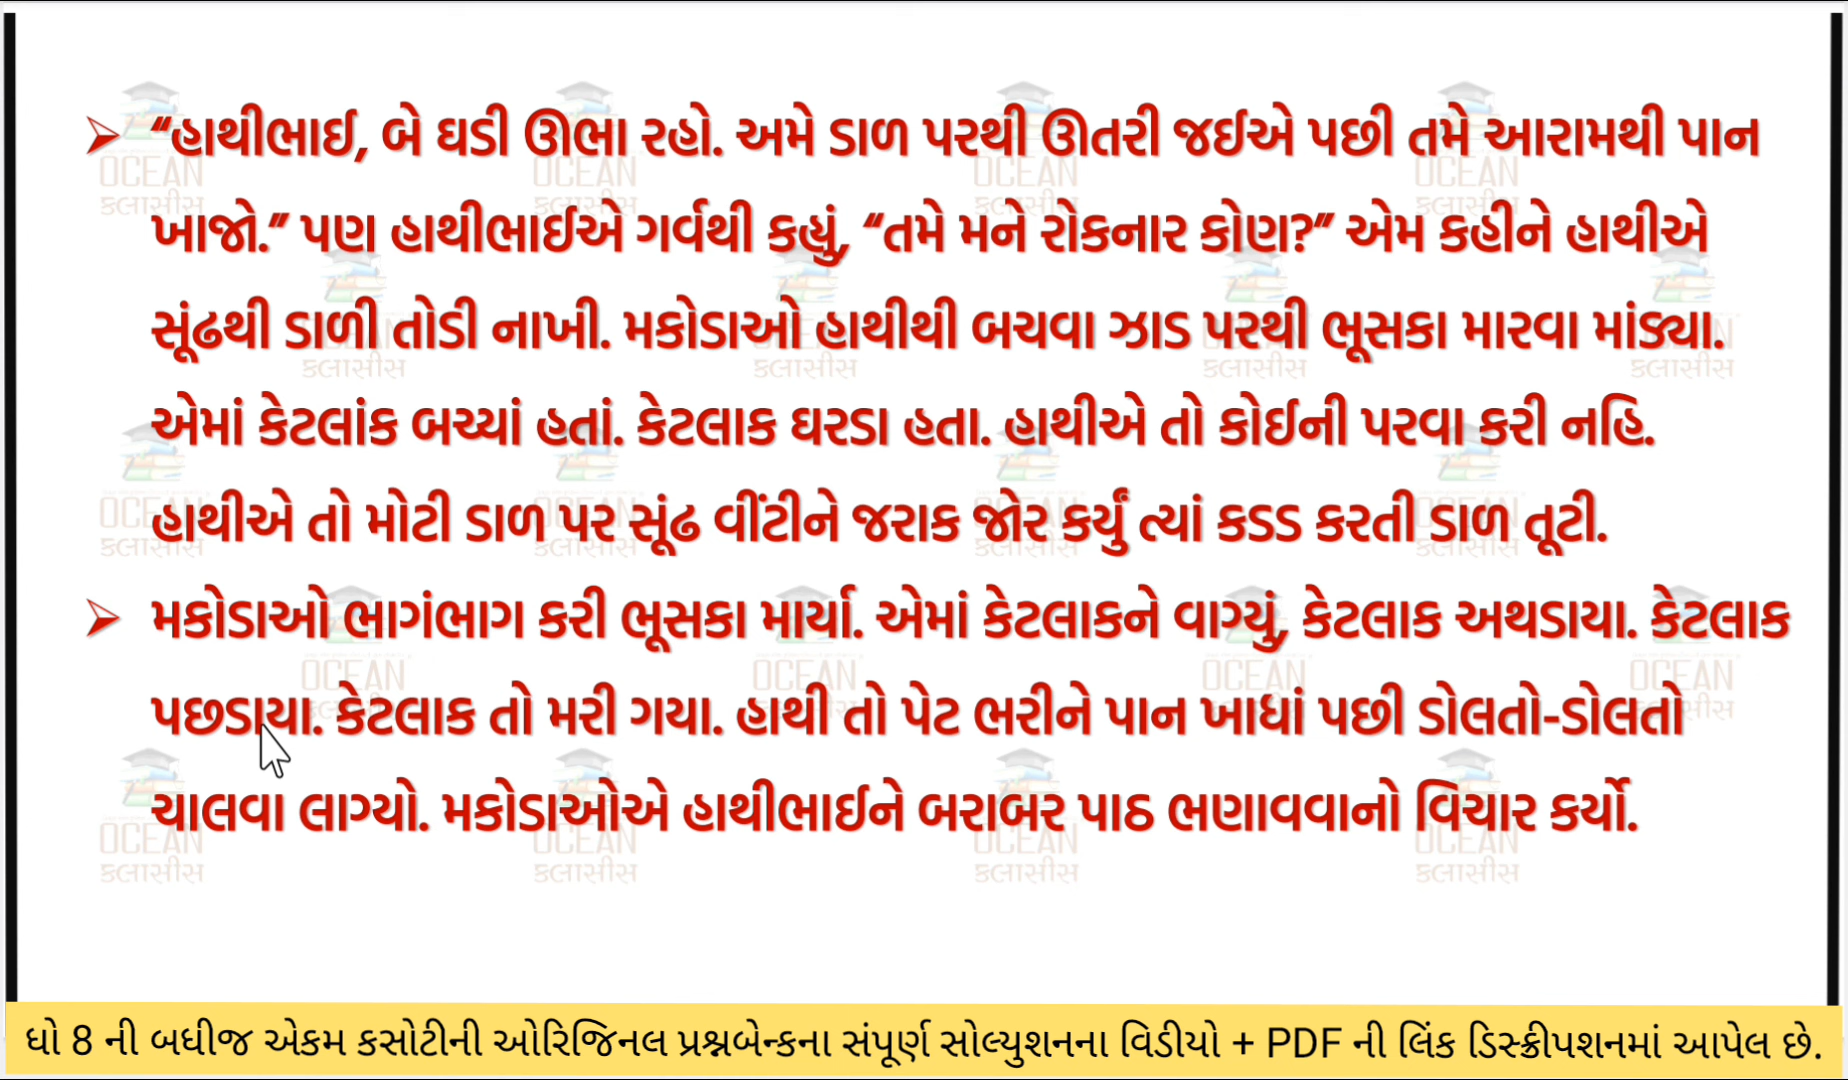 ➢ “હાથીભાઈ, બે ઘડી ઊભા રહો. અમે ડાળ પરથી ઊતરી જઈએ પછી તમે આરામથી પાન
ખાજો.” પણ હાથીભાઈએ ગર્વથી કહ્યું, “તમે મને રોકનાર કોણ?” એમ કહીને હાથીએ
સૂંઢથી ડાળી તોડી નાખી. મકોડાઓ હાથીથી બચવા ઝાડ પરથી ભૂસકા મારવા માંડ્યા.
એમાં કેટલાંક બચ્ચાં હતાં. કેટલાક ઘરડા હતા. હાથીએ તો કોઈની પરવા કરી નહિ.
હાથીએ તો મોટી ડાળ પર સૂંઢ વીંટીને જરાક જોર કર્યું ત્યાં કડડ કરતી ડાળ તૂટી.
➢ મકોડાઓ ભાગંભાગ કરી ભૂસકા માર્યા. એમાં કેટલાકને વાગ્યું, કેટલાક અથડાયા. કેટલાક
પછડાયા. કેટલાક તો મરી ગયા. હાથી તો પેટ ભરીને પાન ખાધાં પછી ડોલતો-ડોલતો
ચાલવા લાગ્યો. મકોડાઓએ હાથીભાઈને બરાબર પાઠ ભણાવવાનો વિચાર કર્યો.
OCEAN
ક્લાસીસ
ધો 8 ની બધીજ એકમ કસોટીની ઓરિજિનલ પ્રશ્નબેન્કના સંપૂર્ણ સોલ્યુશનના વિડીયો + PDF ની લિંક ડિસ્ક્રીપશનમાં આપેલ છે.